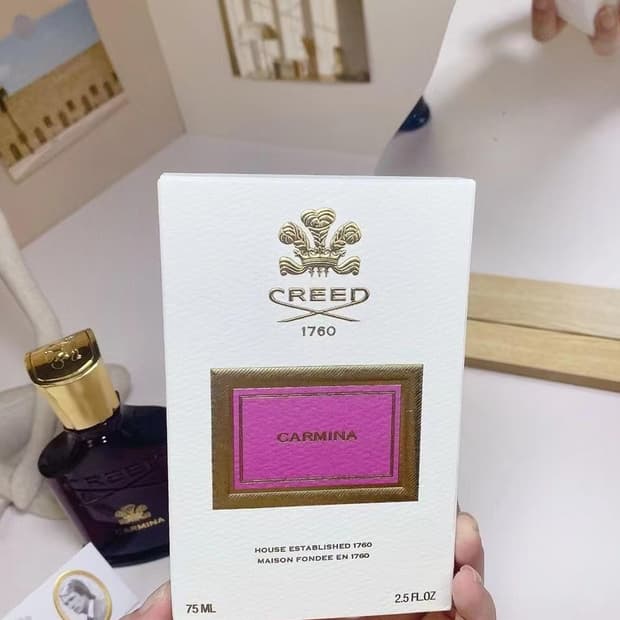 CREED
1760
CARMINA
HOUSE ESTABLISHED 1760
MAISON FONDEE EN 1760
75 ML
2.5 FL.OZ
CREED
CARMINA